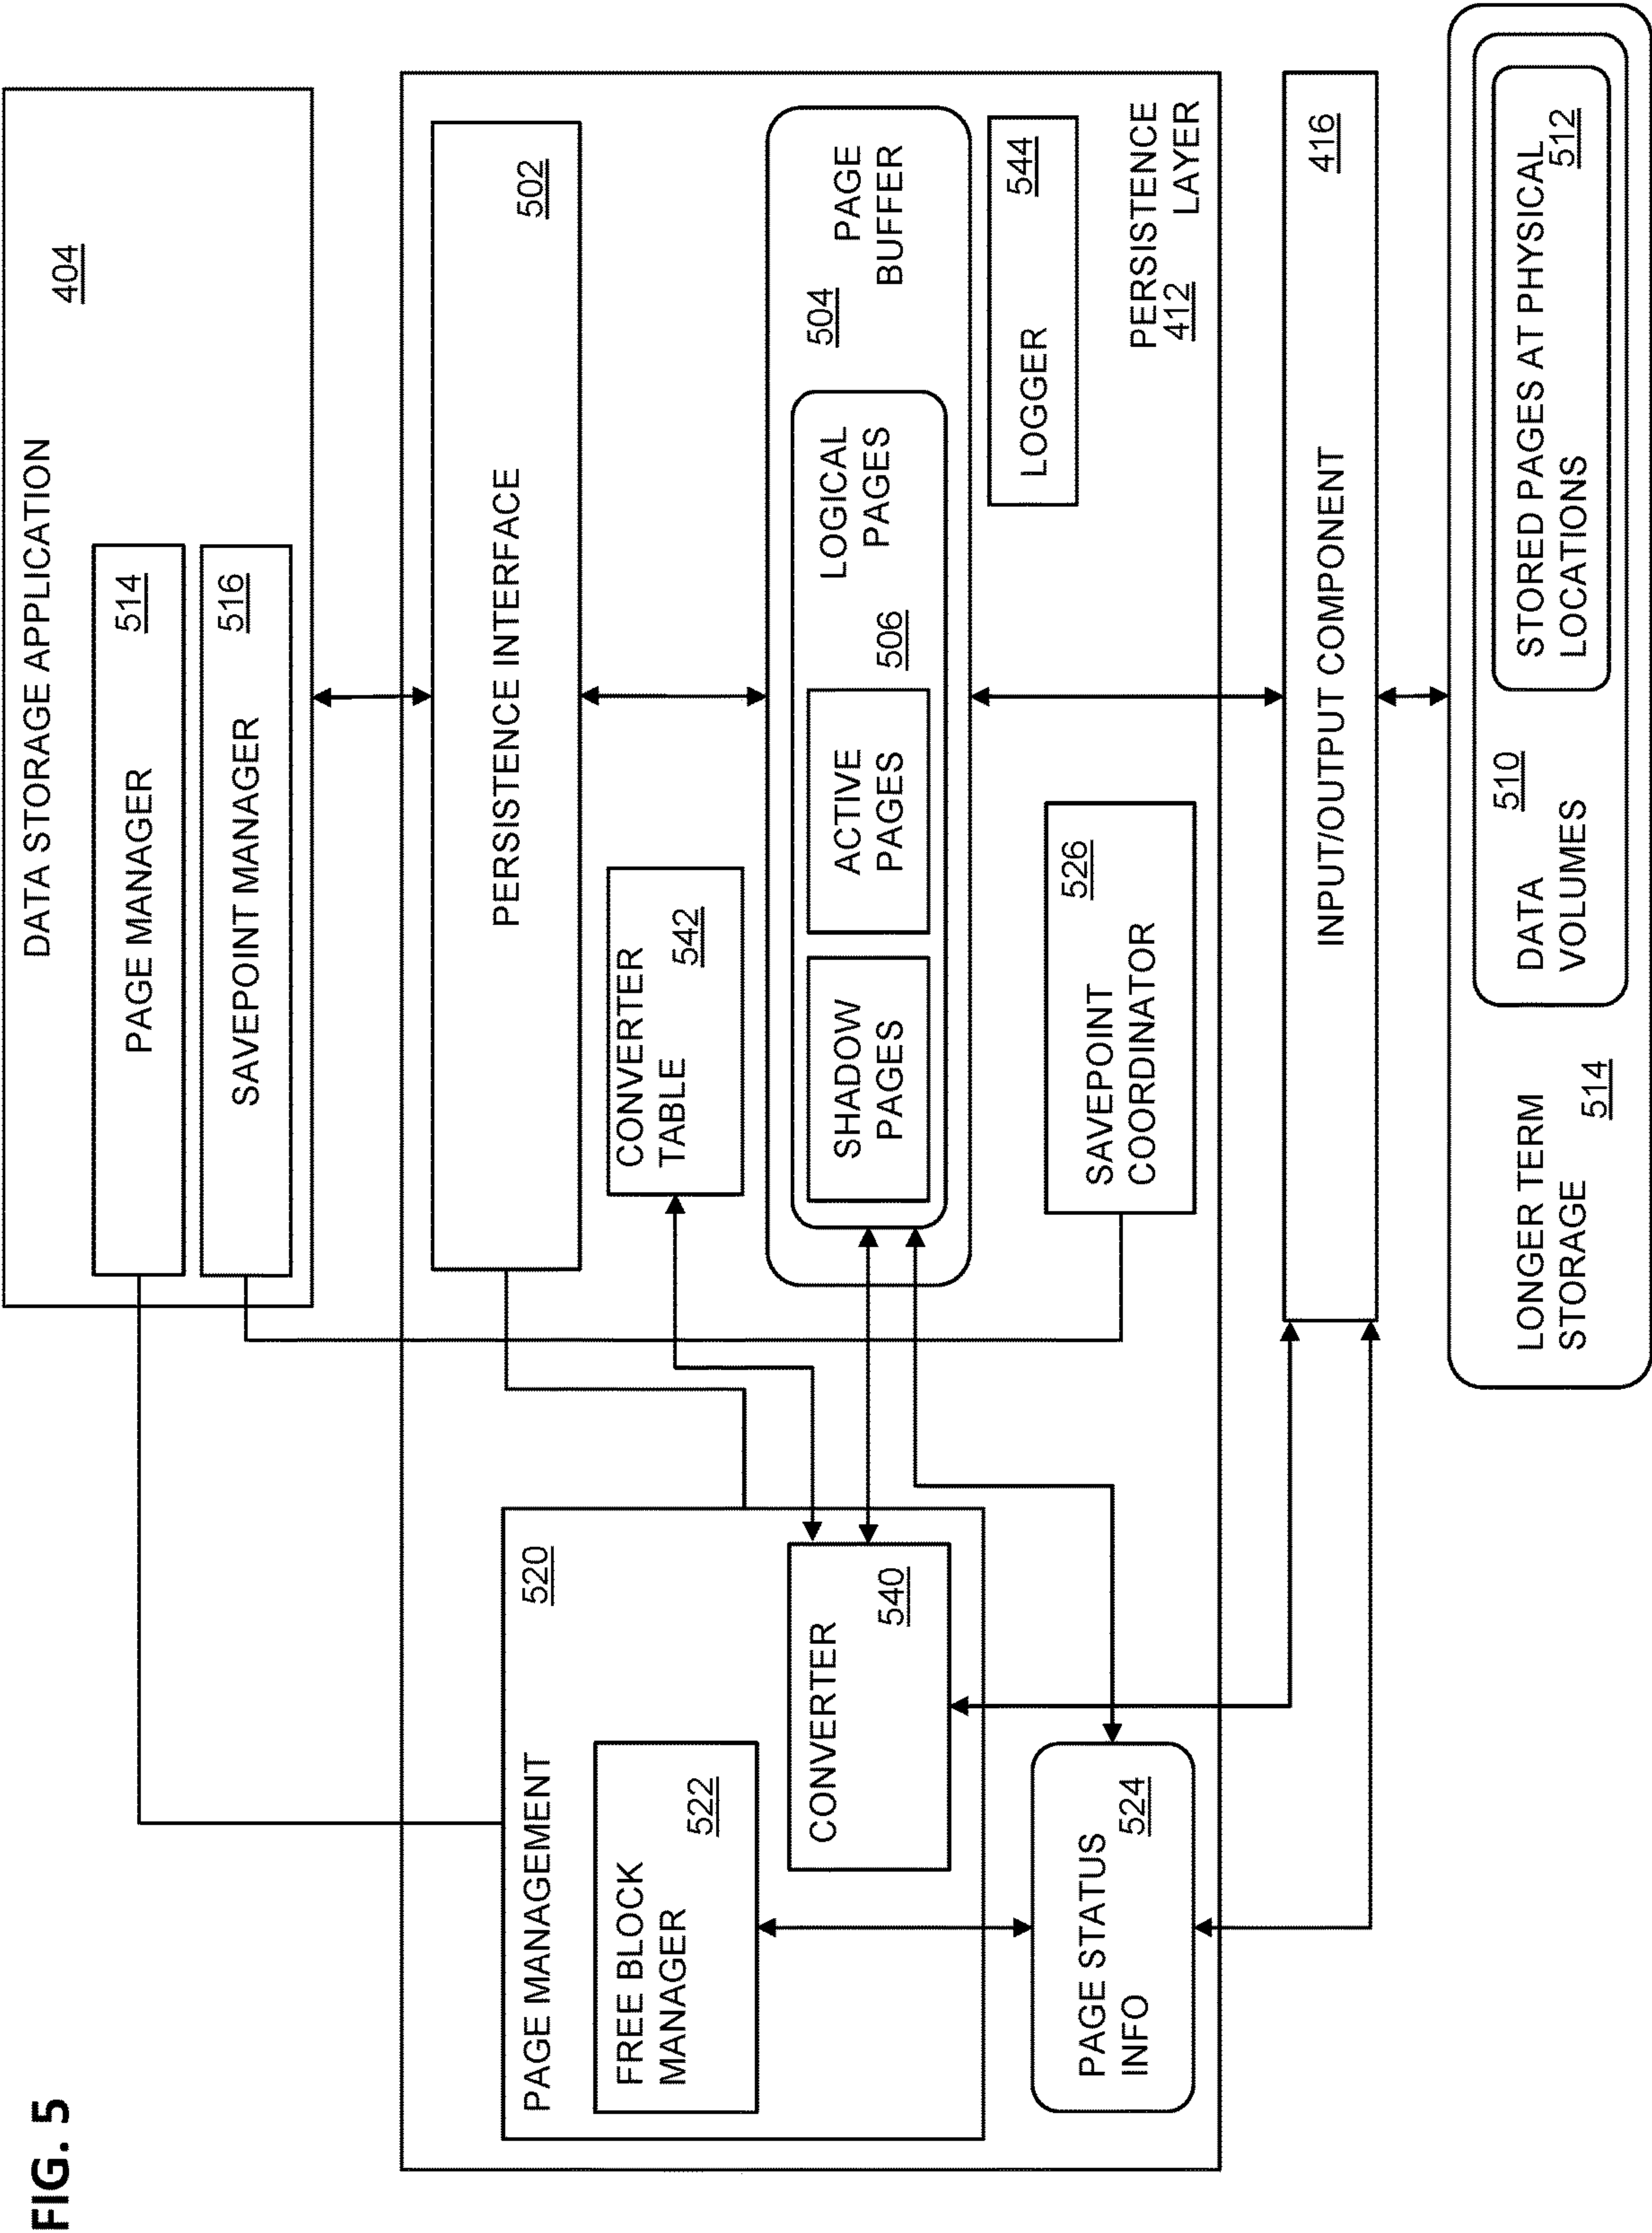 FIG. 5
DATA STORAGE APPLICATION
404
PAGE MANAGER
514
SAVEPOINT MANAGER
516
PERSISTENCE INTERFACE
502
PAGE MANAGEMENT
520
FREE BLOCK
MANAGER
522
CONVERTER
540
CONVERTER
TABLE
542
PAGE
BUFFER
504
LOGICAL
PAGES
506
SHADOW
PAGES
ACTIVE
PAGES
PAGE STATUS
INFO
524
SAVEPOINT
COORDINATOR
526
LOGGER
544
PERSISTENCE
LAYER
412
INPUT/OUTPUT COMPONENT
416
LONGER TERM
STORAGE
514
DATA
VOLUMES
510
STORED PAGES AT PHYSICAL
LOCATIONS
512